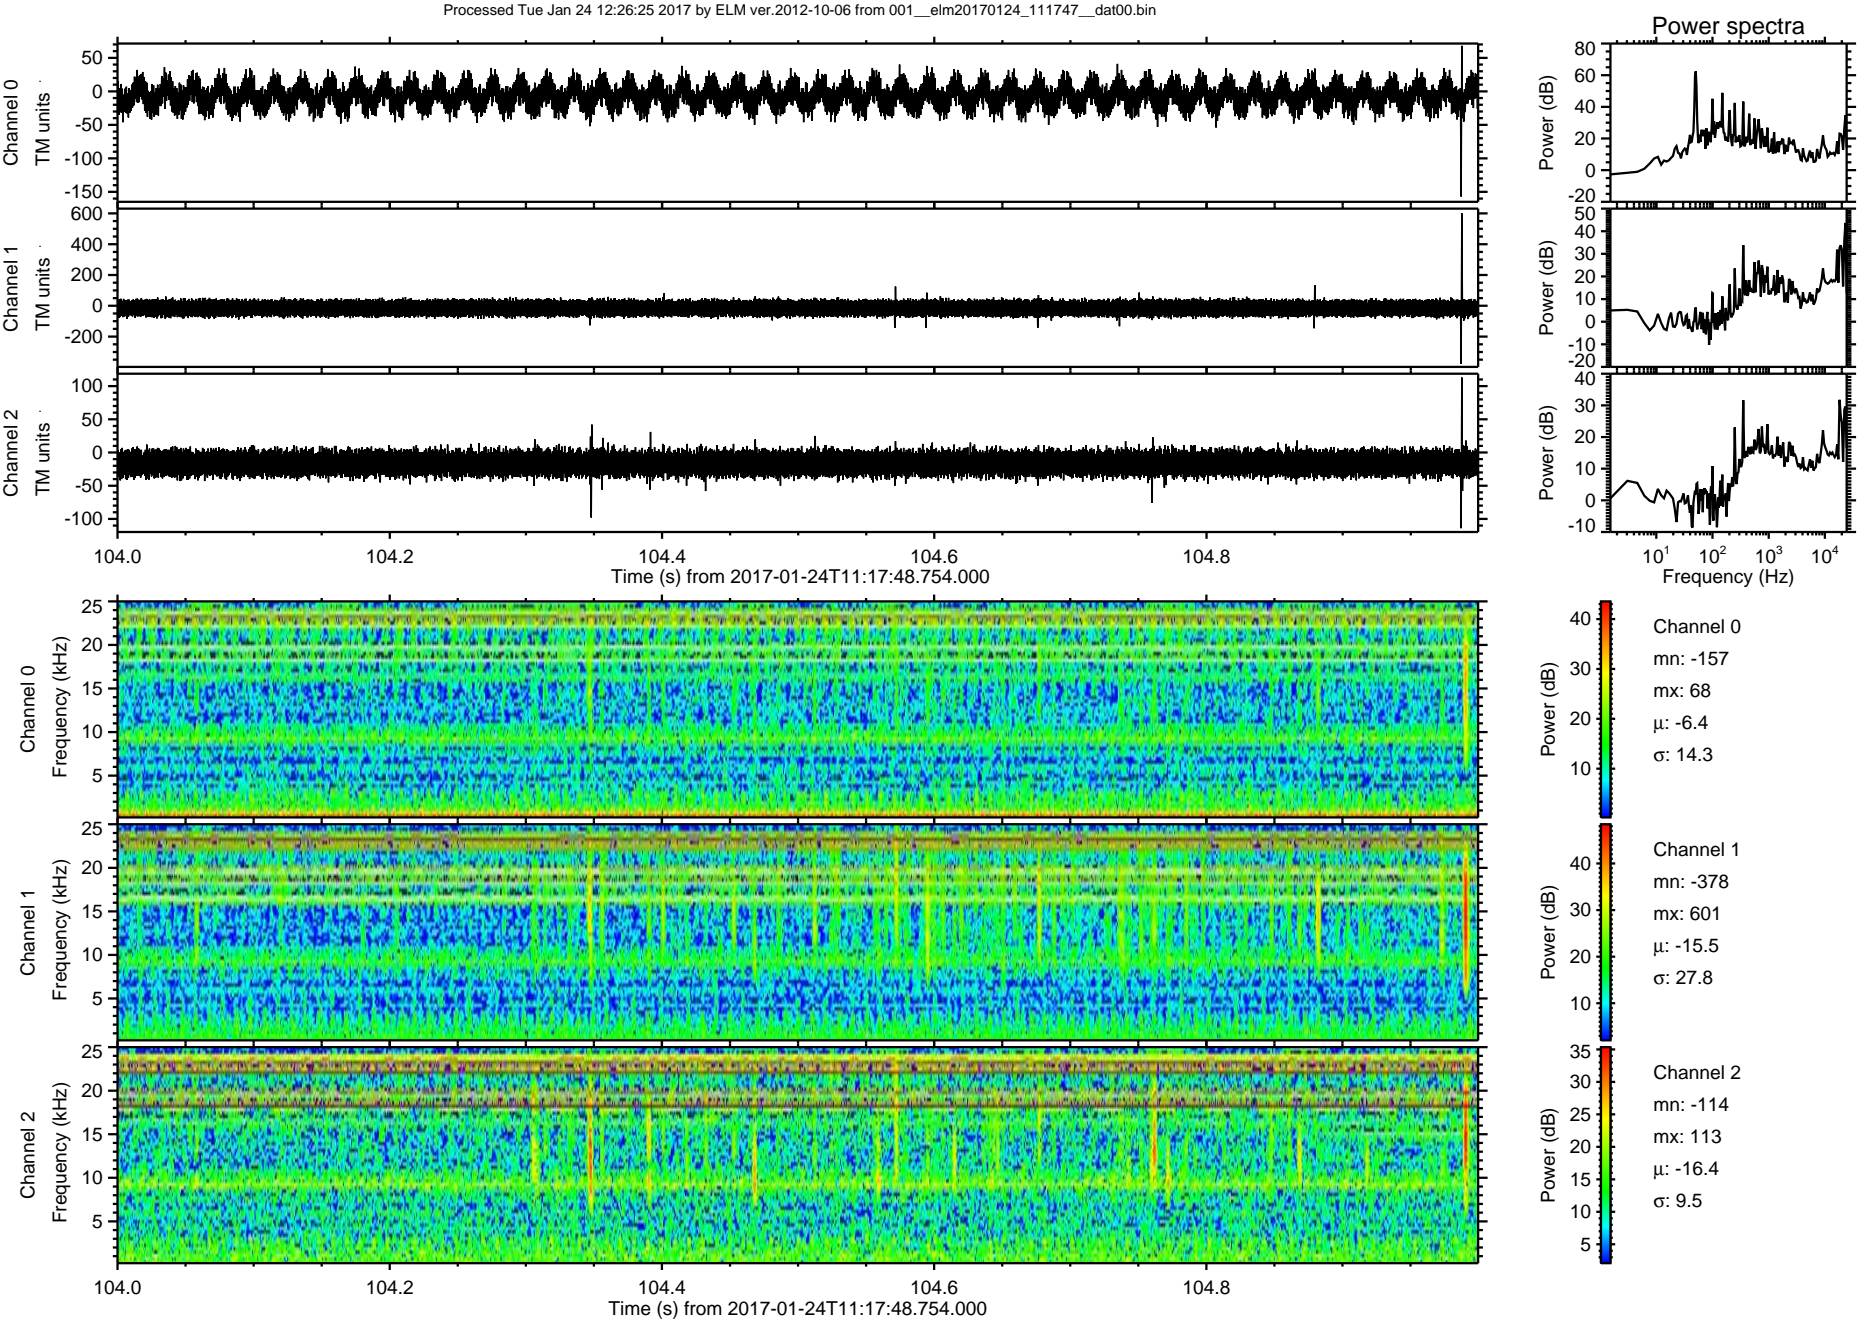 Processed Tue Jan 24 12:26:25 2017 by ELM ver.2012-10-06 from 001__elm20170124_111747__dat00.bin
Power spectra
Channel 0
TM units
50
0
-50
-100
-150
Power (dB)
80
60
40
20
0
-20
Channel 1
TM units
600
400
200
0
-200
Power (dB)
50
40
30
20
10
0
-10
-20
Channel 2
TM units
100
50
0
-50
-100
Power (dB)
40
30
20
10
0
-10
104.0 104.2 104.4 104.6 104.8
Time (s) from 2017-01-24T11:17:48.754.000
10¹ 10² 10³ 10⁴
Frequency (Hz)
Channel 0
Frequency (kHz)
25
20
15
10
5
Power (dB)
40
30
20
10
Channel 0
mn: -157
mx: 68
μ: -6.4
σ: 14.3
Channel 1
Frequency (kHz)
25
20
15
10
5
Power (dB)
40
30
20
10
Channel 1
mn: -378
mx: 601
μ: -15.5
σ: 27.8
Channel 2
Frequency (kHz)
25
20
15
10
5
Power (dB)
35
30
25
20
15
10
5
Channel 2
mn: -114
mx: 113
μ: -16.4
σ: 9.5
104.0 104.2 104.4 104.6 104.8
Time (s) from 2017-01-24T11:17:48.754.000